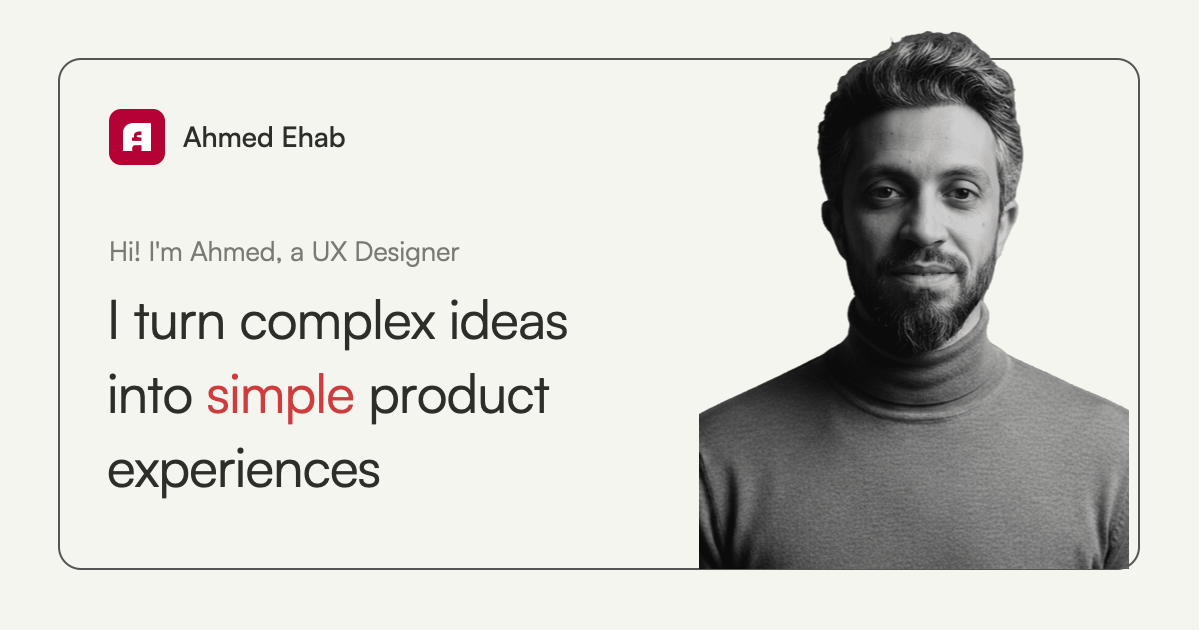 Ahmed Ehab
Hi! I'm Ahmed, a UX Designer
I turn complex ideas
into simple product
experiences